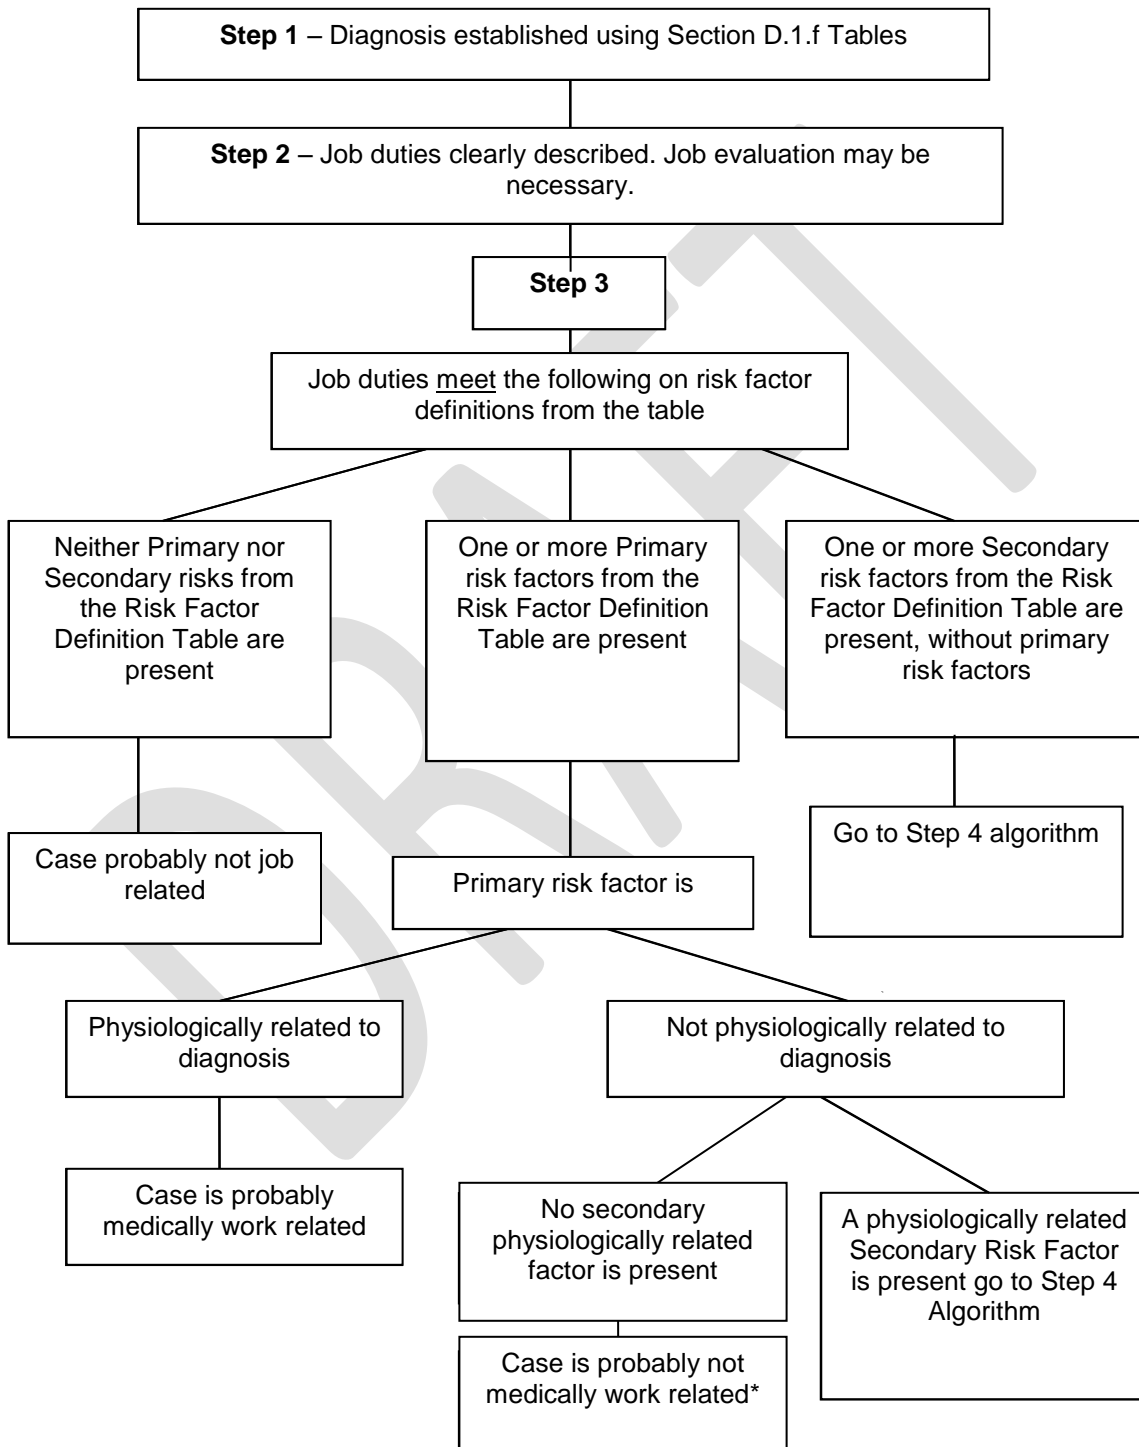 Step 1 – Diagnosis established using Section D.1.f Tables
Step 2 – Job duties clearly described. Job evaluation may be
necessary.
Step 3
Job duties meet the following on risk factor
definitions from the table
Neither Primary nor
Secondary risks from
the Risk Factor
Definition Table are
present
One or more Primary
risk factors from the
Risk Factor Definition
Table are present
One or more Secondary
risk factors from the Risk
Factor Definition Table are
present, without primary
risk factors
Case probably not job
related
Primary risk factor is
Go to Step 4 algorithm
Physiologically related to
diagnosis
Not physiologically related to
diagnosis
Case is probably
medically work related
No secondary
physiologically related
factor is present
A physiologically related
Secondary Risk Factor
is present go to Step 4
Algorithm
Case is probably not
medically work related*
DRAFT